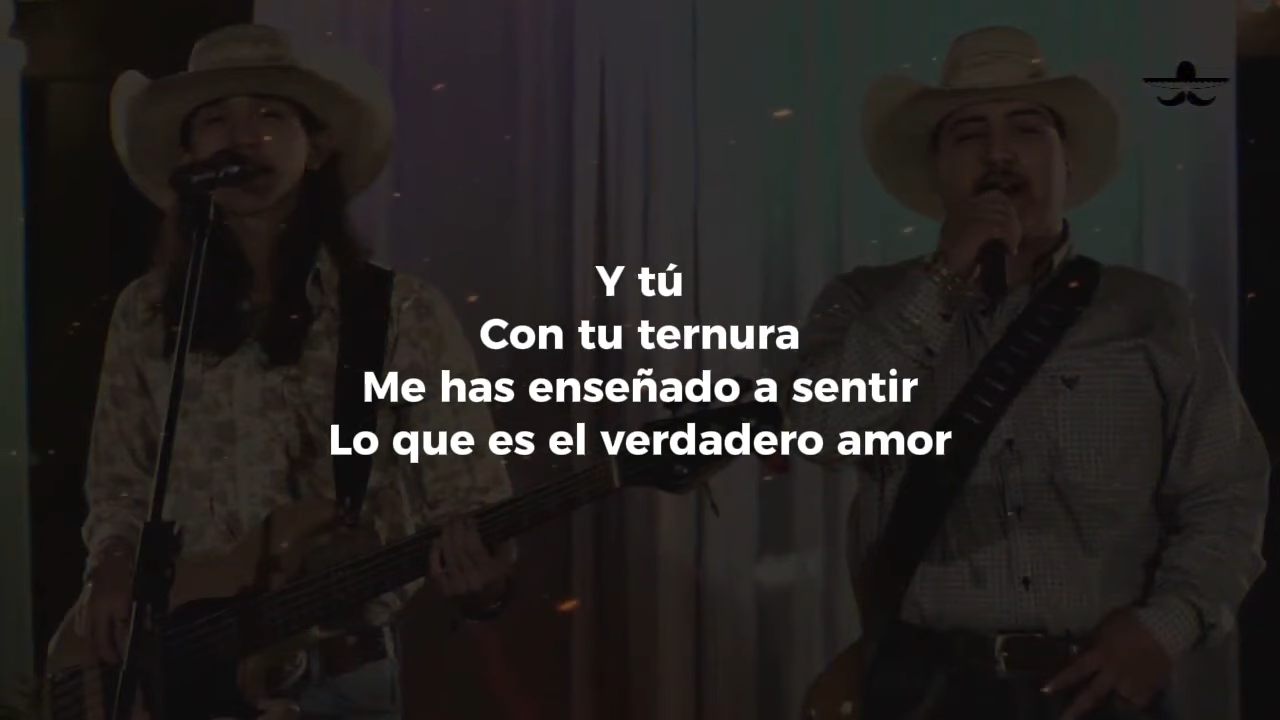 Y tú
Con tu ternura
Me has enseñado a sentir
Lo que es el verdadero amor